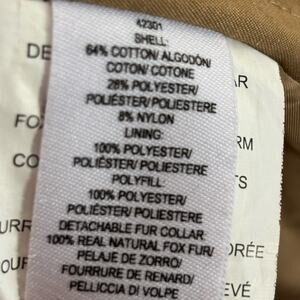 42301
SHELL:
64% COTTON/ ALGODÓN/
COTON/ COTONE
28% POLYESTER/
POLIÉSTER/POLIESTERE
8% NYLON
LINING:
100% POLYESTER/
POLIÉSTER/POLIESTERE
POLYFILL:
100% POLYESTER/
POLIÉSTER/POLIESTERE
DETACHABLE FUR COLLAR
100% REAL NATURAL FOX FUR/
PELAJE DE ZORRO/
FOURRURE DE RENARD/
PELLICCIA DI VOLPE